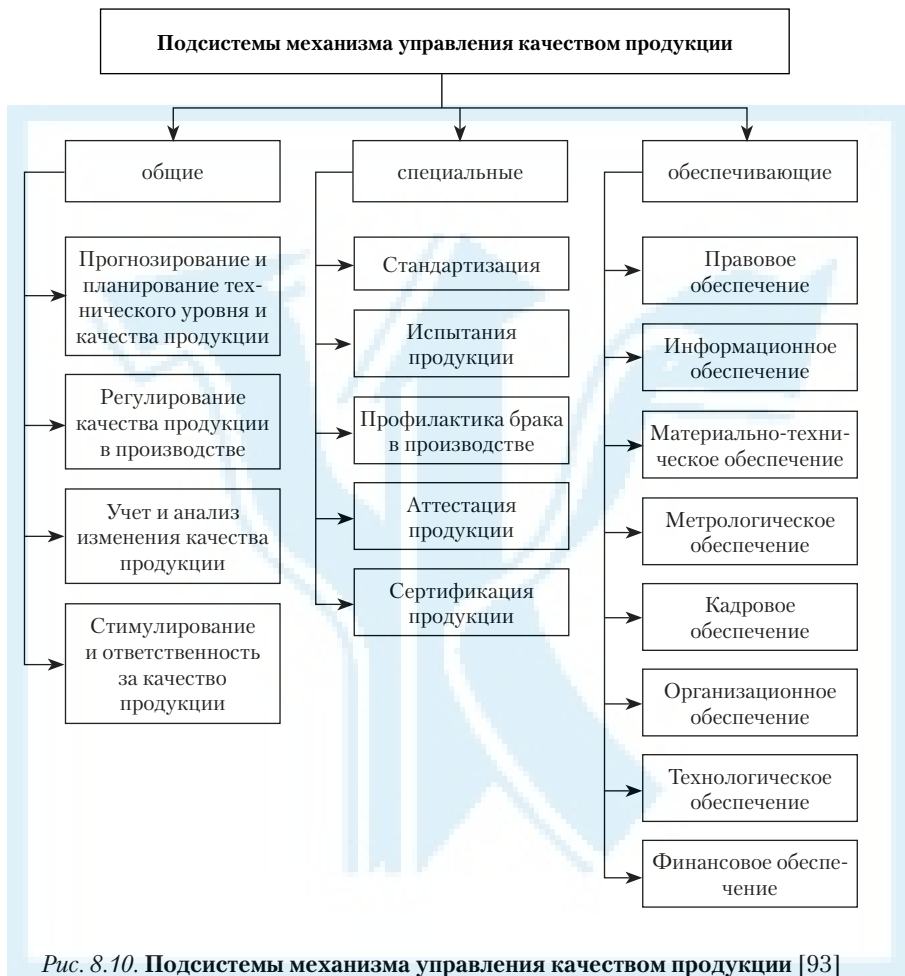 Подсистемы механизма управления качеством продукции
общие
Прогнозирование и
планирование тех-
нического уровня и
качества продукции
Регулирование
качества продукции
в производстве
Учет и анализ
изменения качества
продукции
Стимулирование
и ответственность
за качество
продукции
специальные
Стандартизация
Испытания
продукции
Профилактика брака
в производстве
Аттестация
продукции
Сертификация
продукции
обеспечивающие
Правовое
обеспечение
Информационное
обеспечение
Материально-техни-
ческое обеспечение
Метрологическое
обеспечение
Кадровое
обеспечение
Организационное
обеспечение
Технологическое
обеспечение
Финансовое обеспе-
чение
Рис. 8.10. Подсистемы механизма управления качеством продукции [93]